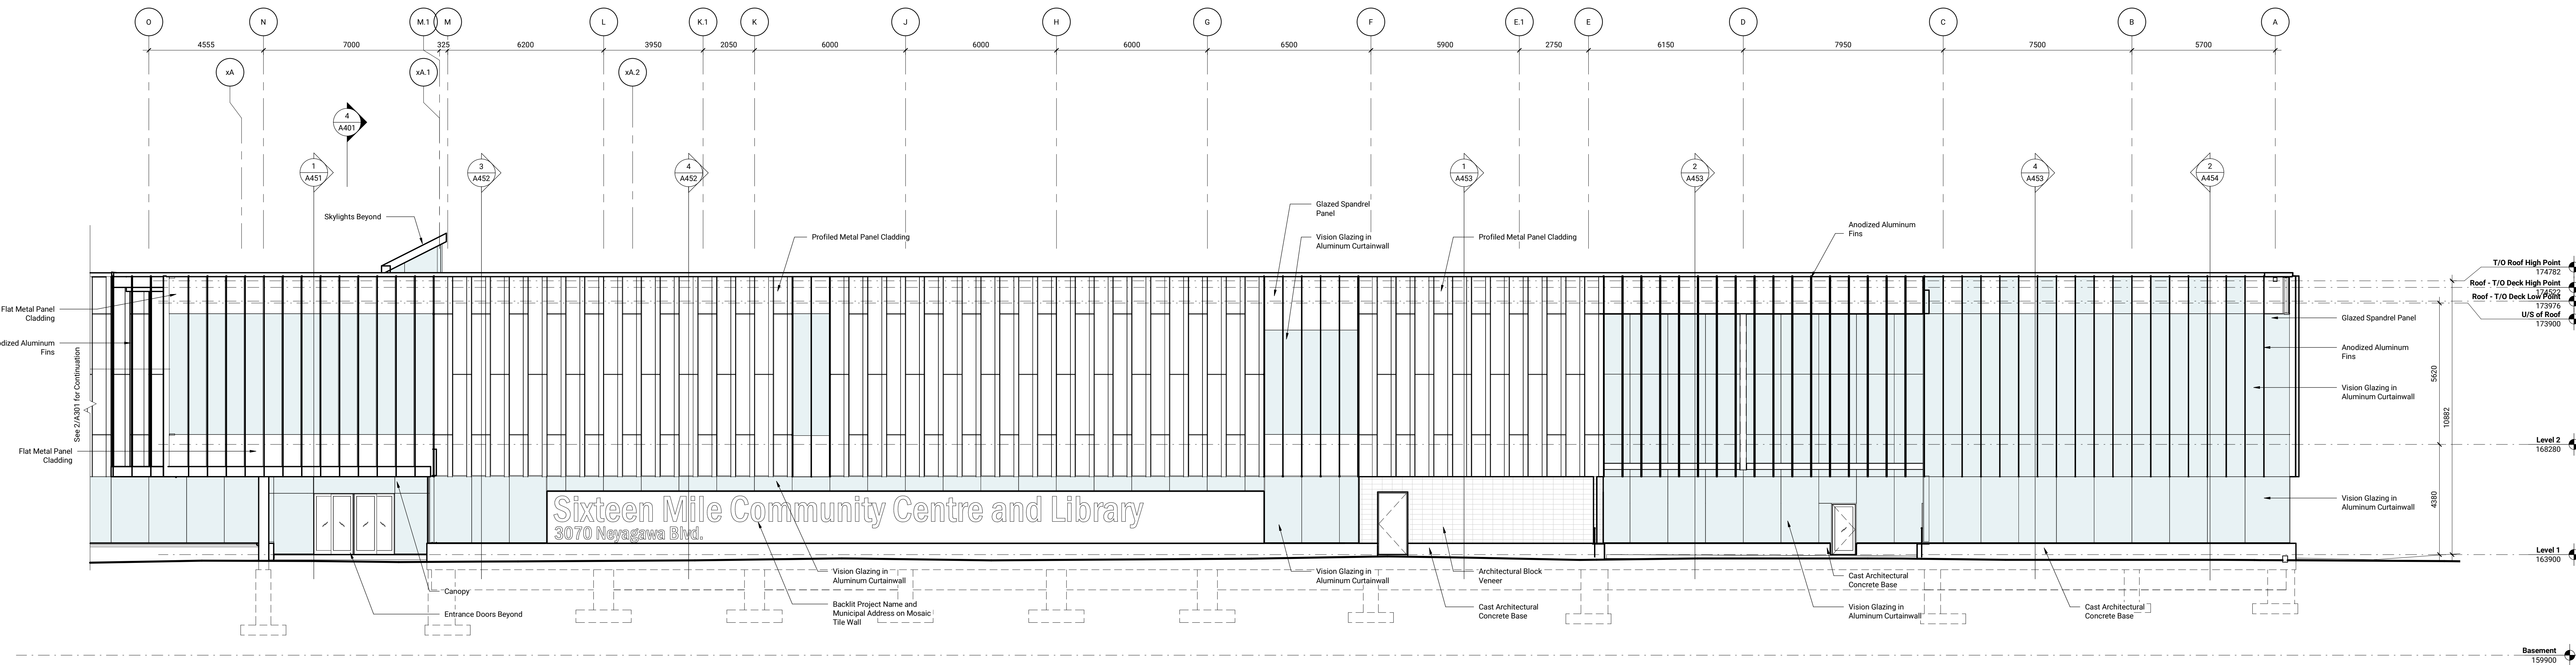 O
N
M.1
M
L
K.1
K
J
H
G
F
E.1
E
D
C
B
A
4555
7000
325
6200
3950
2050
6000
6000
6000
6500
5900
2750
6150
7950
7500
5700
xA
xA.1
xA.2
4
A401
1
A451
3
A452
4
A452
1
A453
2
A453
4
A453
2
A454
Skylights Beyond
Profiled Metal Panel Cladding
Glazed Spandrel
Panel
Vision Glazing in
Aluminum Curtainwall
Profiled Metal Panel Cladding
Anodized Aluminum
Fins
T/O Roof High Point
174782
Roof - T/O Deck High Point
174522
Roof - T/O Deck Low Point
173976
U/S of Roof
173900
Flat Metal Panel
Cladding
dized Aluminum
Fins
See 2/A301 for Continuation
Flat Metal Panel
Cladding
Glazed Spandrel Panel
Anodized Aluminum
Fins
Vision Glazing in
Aluminum Curtainwall
Vision Glazing in
Aluminum Curtainwall
5620
10882
4380
Level 2
168280
Level 1
163900
Sixteen Mile Community Centre and Library
3070 Neyagawa Blvd.
Canopy
Entrance Doors Beyond
Vision Glazing in
Aluminum Curtainwall
Backlit Project Name and
Municipal Address on Mosaic
Tile Wall
Vision Glazing in
Aluminum Curtainwall
Architectural Block
Veneer
Cast Architectural
Concrete Base
Cast Architectural
Concrete Base
Vision Glazing in
Aluminum Curtainwall
Cast Architectural
Concrete Base
Basement
159900